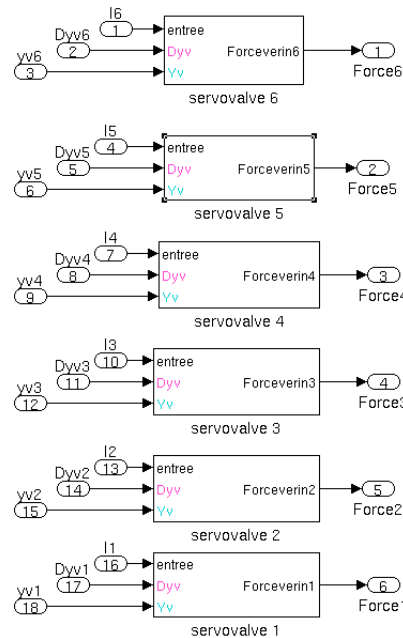 I6
1
entree
Dyv6
2
Dyv
Forceverin6
1
yv6
3
Yv
Force6
servovalve 6
I5
4
entree
Dyv5
5
Dyv
Forceverin5
2
yv5
6
Yv
Force5
servovalve 5
I4
7
entree
Dyv4
8
Dyv
Forceverin4
3
yv4
9
Yv
Force4
servovalve 4
I3
10
entree
Dyv3
11
Dyv
Forceverin3
4
yv3
12
Yv
Force3
servovalve 3
I2
13
entree
Dyv2
14
Dyv
Forceverin2
5
yv2
15
Yv
Force2
servovalve 2
I1
16
entree
Dyv1
17
Dyv
Forceverin1
6
yv1
18
Yv
Force1
servovalve 1